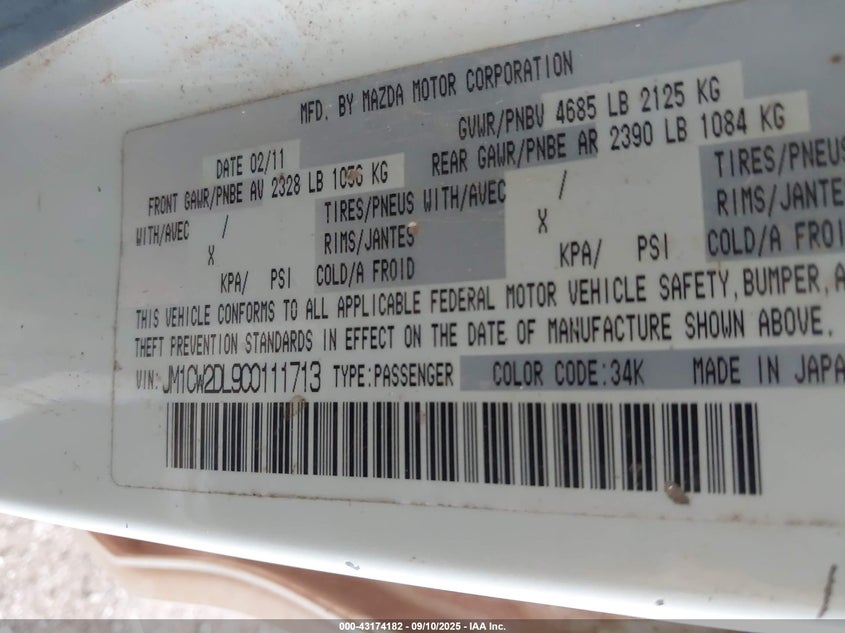 MFD. BY MAZDA MOTOR CORPORATION
DATE 02/11 GVWR/PNBV 4685 LB 2125 KG
FRONT GAWR/PNBE AV 2328 LB 1056 KG REAR GAWR/PNBE AR 2390 LB 1084 KG
WITH/AVEC / TIRES/PNEUS WITH/AVEC / TIRES/PNEUS
X RIMS/JANTES X RIMS/JANTE
KPA/ PSI COLD/A FROID KPA/ PSI COLD/A FROI
THIS VEHICLE CONFORMS TO ALL APPLICABLE FEDERAL MOTOR VEHICLE SAFETY, BUMPER, A
THEFT PREVENTION STANDARDS IN EFFECT ON THE DATE OF MANUFACTURE SHOWN ABOVE.
VIN: JM1CW2DL9C0111713 TYPE:PASSENGER COLOR CODE:34K MADE IN JAPA
000-43174182 - 09/10/2025 - IAA Inc.